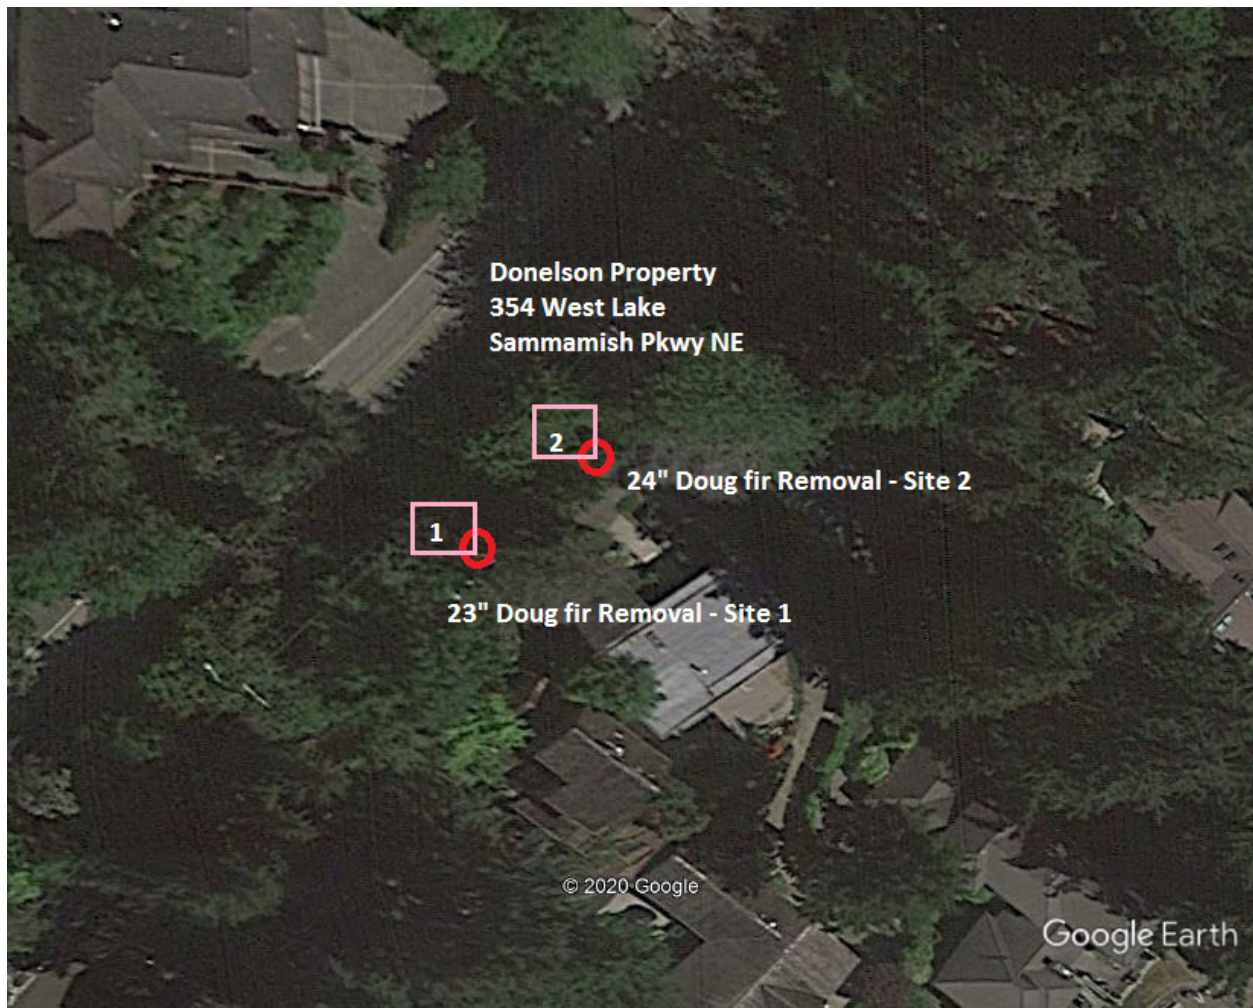 Donelson Property
354 West Lake
Sammamish Pkwy NE
2
24" Doug fir Removal - Site 2
1
23" Doug fir Removal - Site 1
© 2020 Google
Google Earth